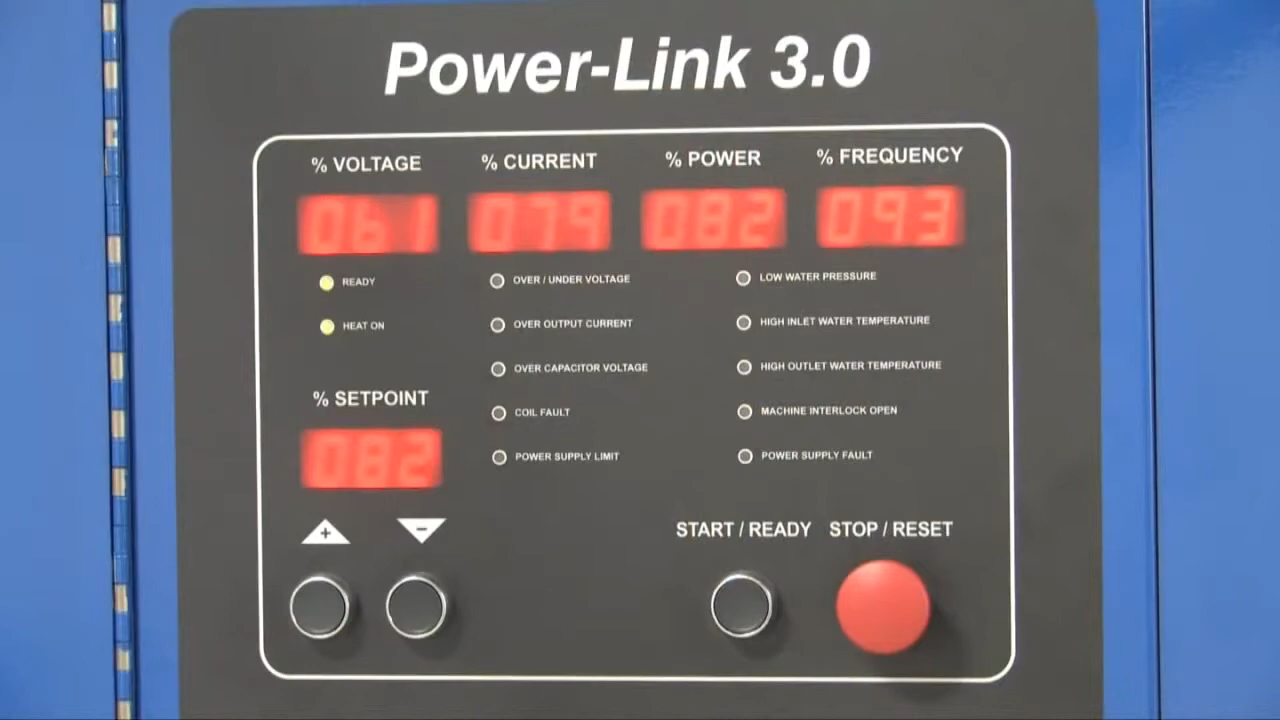 Power-Link 3.0
% VOLTAGE % CURRENT % POWER % FREQUENCY
061 079 082 093
READY OVER / UNDER VOLTAGE LOW WATER PRESSURE
HEAT ON OVER OUTPUT CURRENT HIGH INLET WATER TEMPERATURE
OVER CAPACITOR VOLTAGE HIGH OUTLET WATER TEMPERATURE
% SETPOINT COIL FAULT MACHINE INTERLOCK OPEN
082 POWER SUPPLY LIMIT POWER SUPPLY FAULT
+ − START / READY STOP / RESET